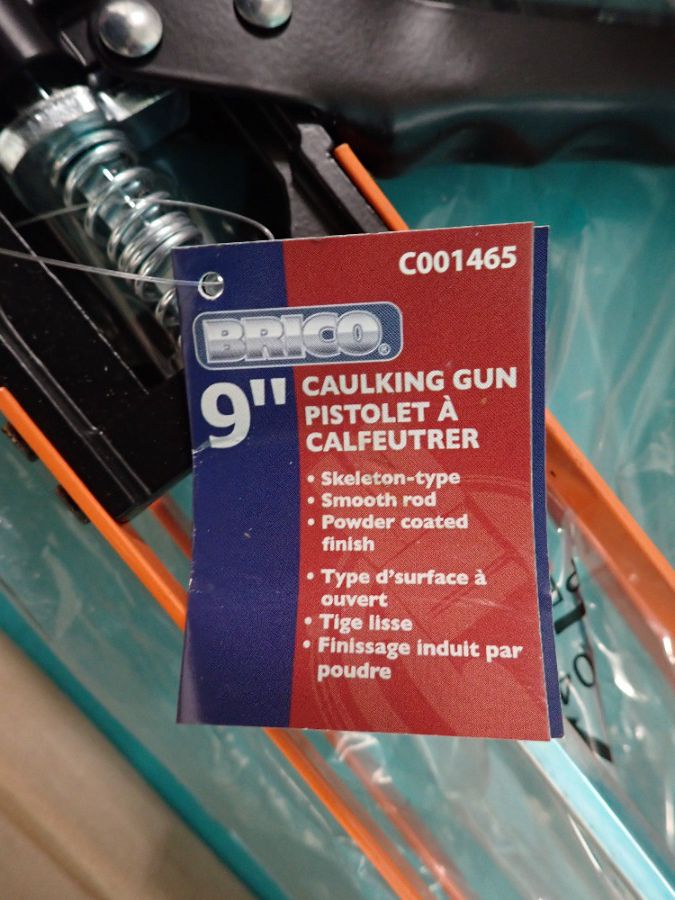 C001465
BRICO®
9"
CAULKING GUN
PISTOLET À
CALFEUTRER
• Skeleton-type
• Smooth rod
• Powder coated
finish
• Type d'surface à
ouvert
• Tige lisse
• Finissage induit par
poudre